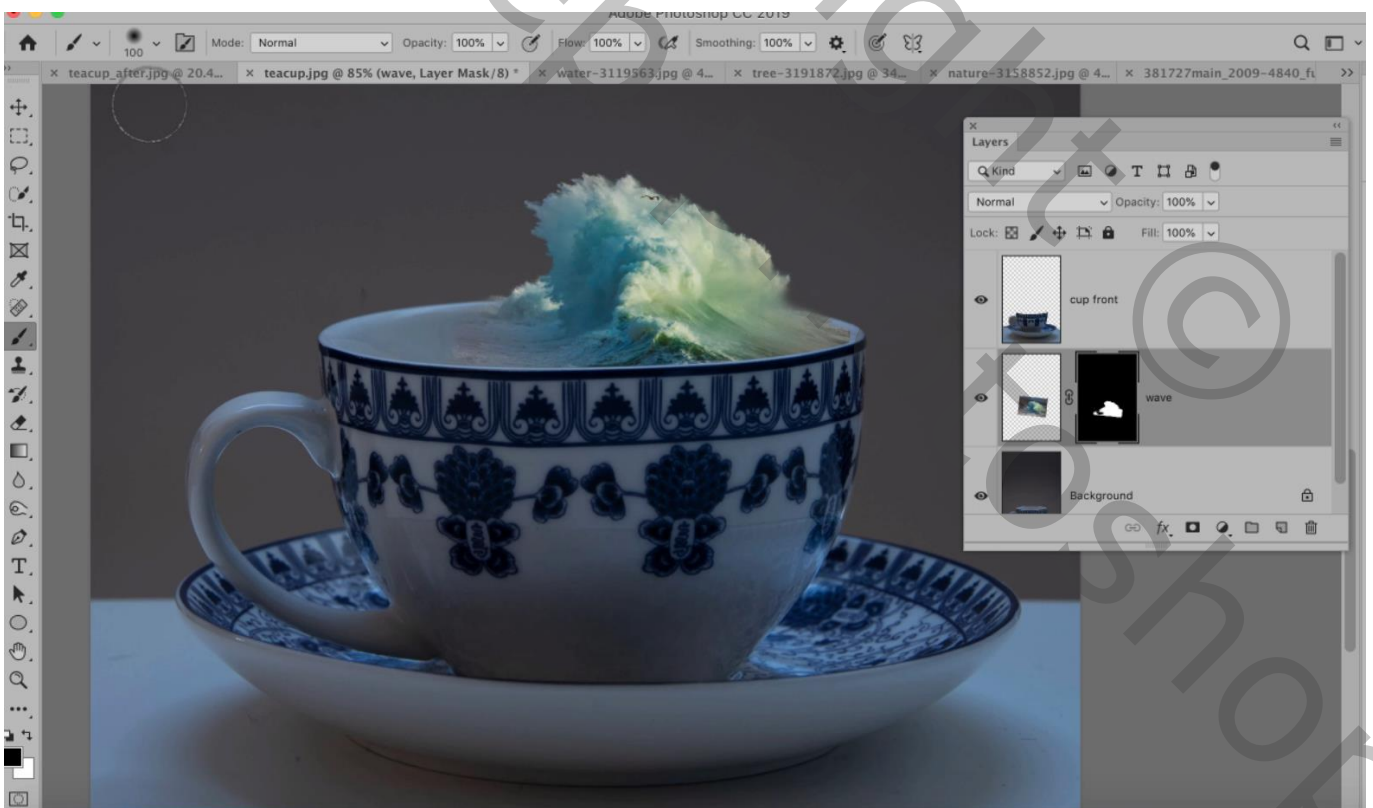 Adobe Photoshop CC 2019
100 Mode: Normal Opacity: 100% Flow: 100% Smoothing: 100%
× teacup_after.jpg @ 20.4... × teacup.jpg @ 85% (wave, Layer Mask/8) * × water-3119563.jpg @ 4... × tree-3191872.jpg @ 34... × nature-3158852.jpg @ 4... × 381727main_2009-4840_fu >>
Layers
Kind
Normal Opacity: 100%
Lock: Fill: 100%
cup front
wave
Background
fx
©